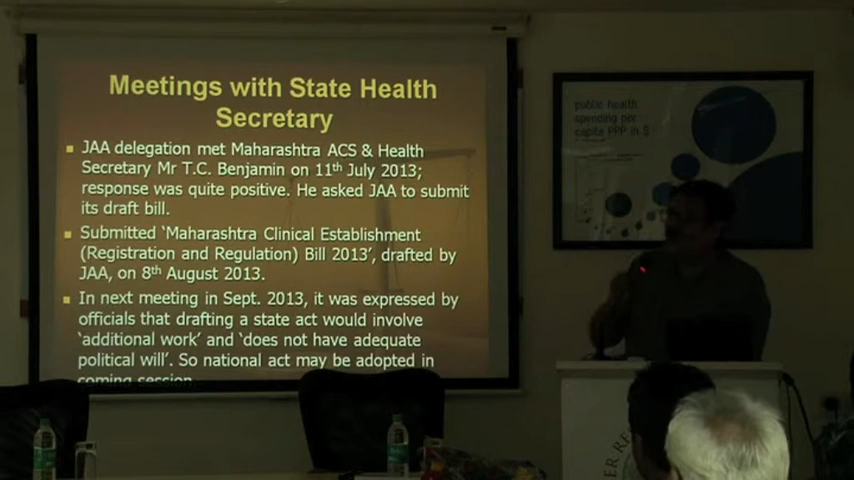 Meetings with State Health
Secretary
JAA delegation met Maharashtra ACS & Health
Secretary Mr T.C. Benjamin on 11th July 2013;
response was quite positive. He asked JAA to submit
its draft bill.
Submitted 'Maharashtra Clinical Establishment
(Registration and Regulation) Bill 2013', drafted by
JAA, on 8th August 2013.
In next meeting in Sept. 2013, it was expressed by
officials that drafting a state act would involve
'additional work' and 'does not have adequate
political will'. So national act may be adopted in
coming session
public health
spending per
capita PPP in $